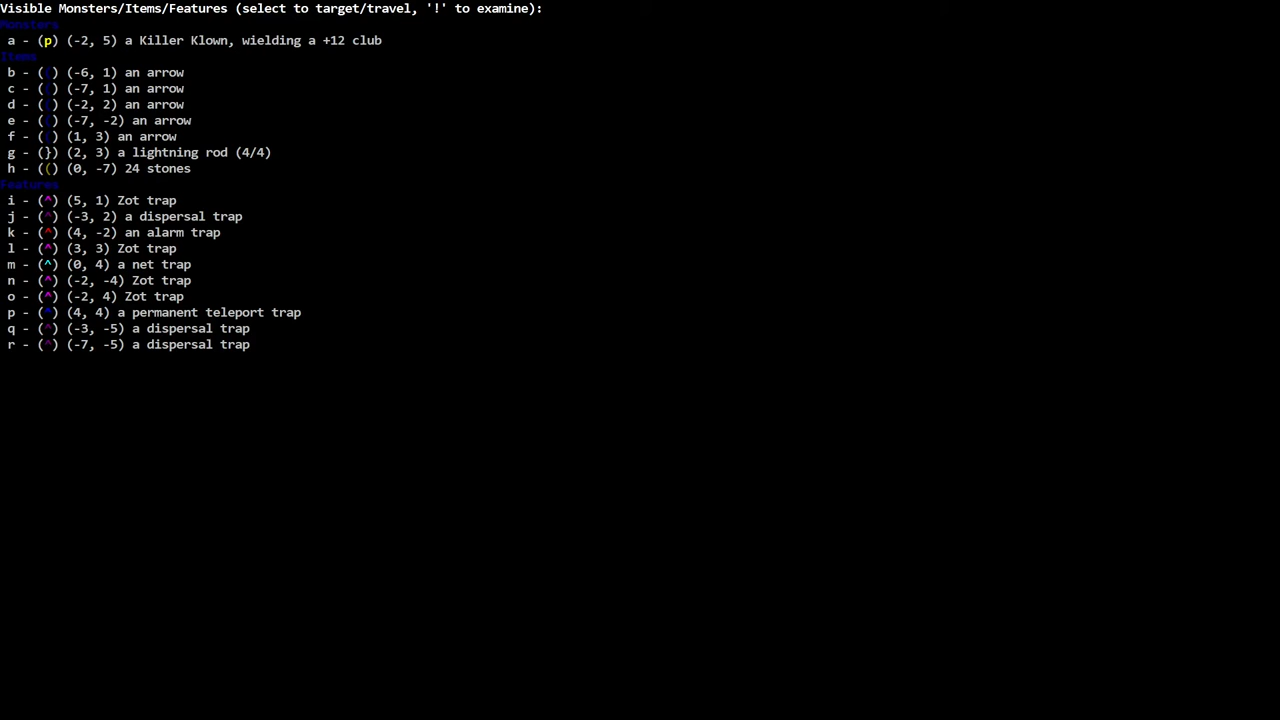 Visible Monsters/Items/Features (select to target/travel, '!' to examine):
Monsters
a - (p) (-2, 5) a Killer Klown, wielding a +12 club
Items
b - (() (-6, 1) an arrow
c - (() (-7, 1) an arrow
d - (() (-2, 2) an arrow
e - (() (-7, -2) an arrow
f - (() (1, 3) an arrow
g - (}) (2, 3) a lightning rod (4/4)
h - (() (0, -7) 24 stones
Features
i - (^) (5, 1) Zot trap
j - (^) (-3, 2) a dispersal trap
k - (^) (4, -2) an alarm trap
l - (^) (3, 3) Zot trap
m - (^) (0, 4) a net trap
n - (^) (-2, -4) Zot trap
o - (^) (-2, 4) Zot trap
p - (^) (4, 4) a permanent teleport trap
q - (^) (-3, -5) a dispersal trap
r - (^) (-7, -5) a dispersal trap